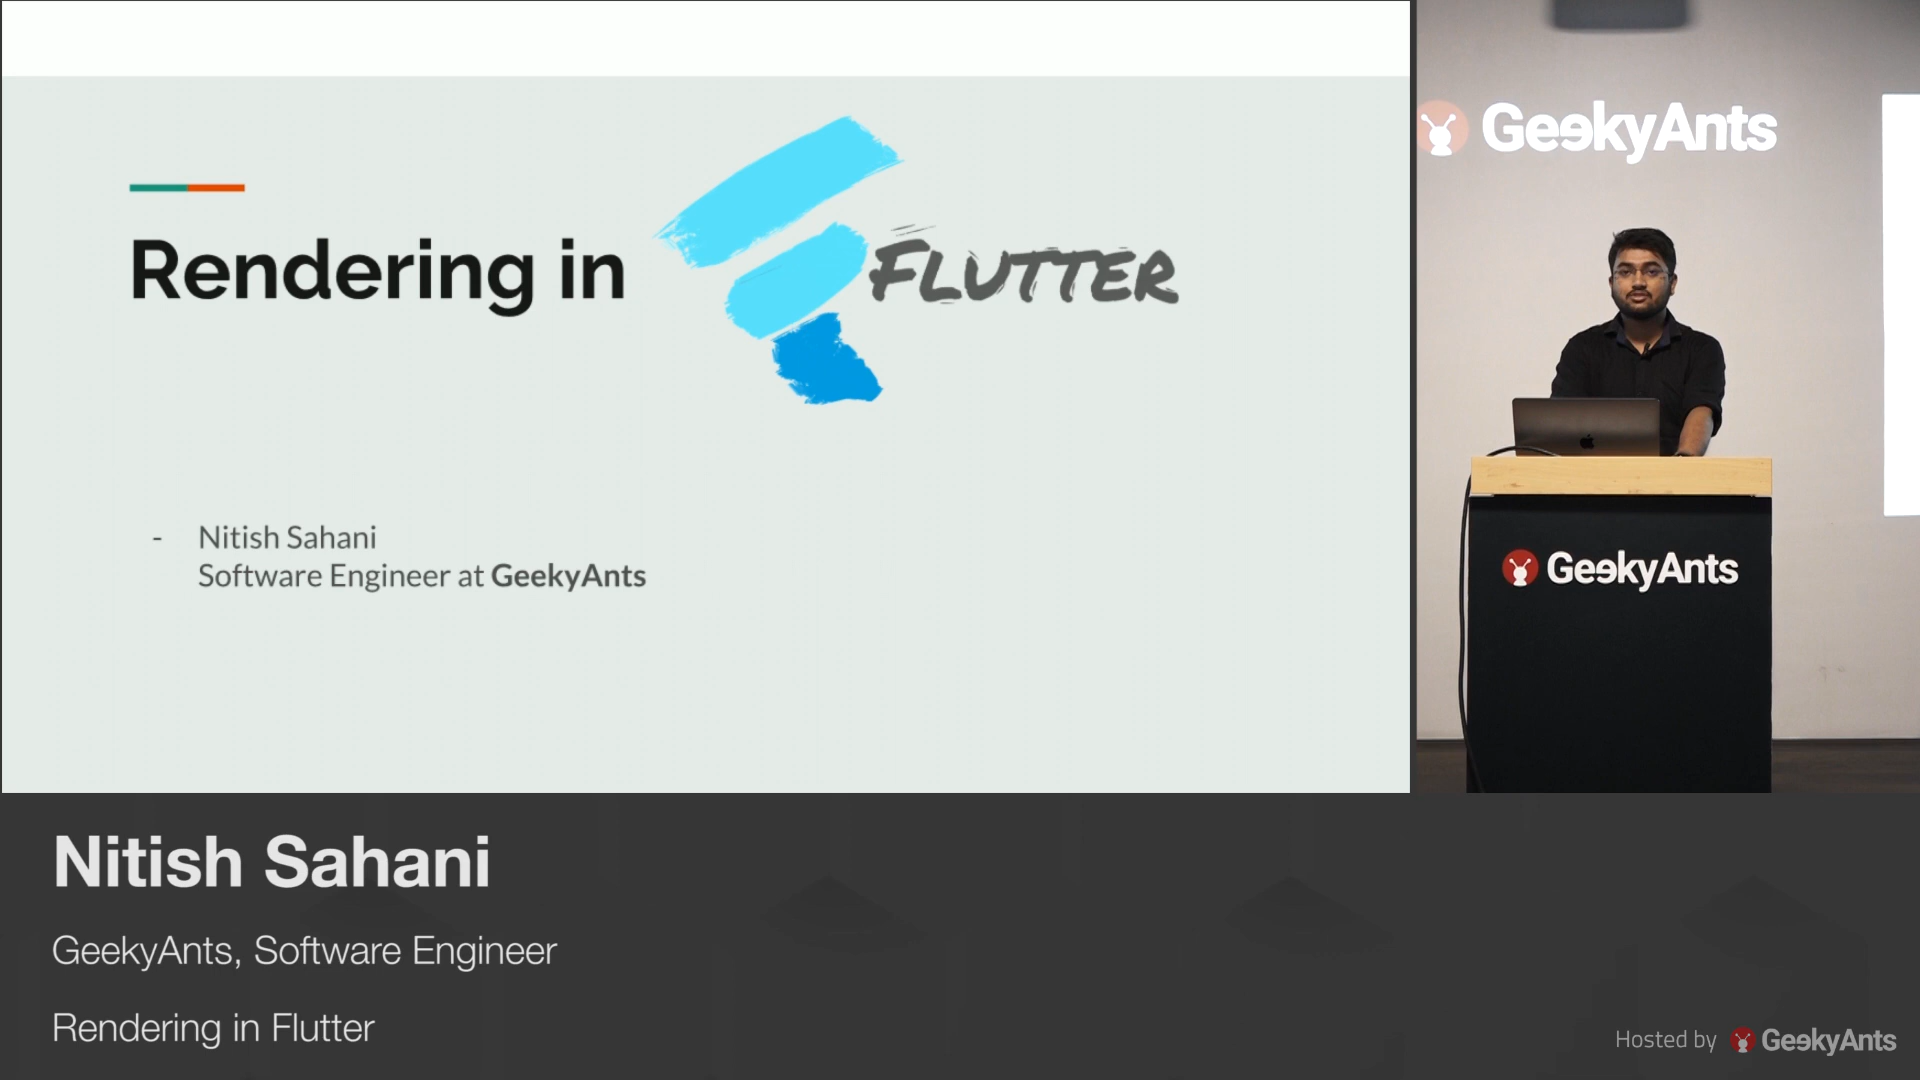 Rendering in FLUTTER
- Nitish Sahani
Software Engineer at GeekyAnts
GeekyAnts
GeekyAnts
Nitish Sahani
GeekyAnts, Software Engineer
Rendering in Flutter
Hosted by GeekyAnts